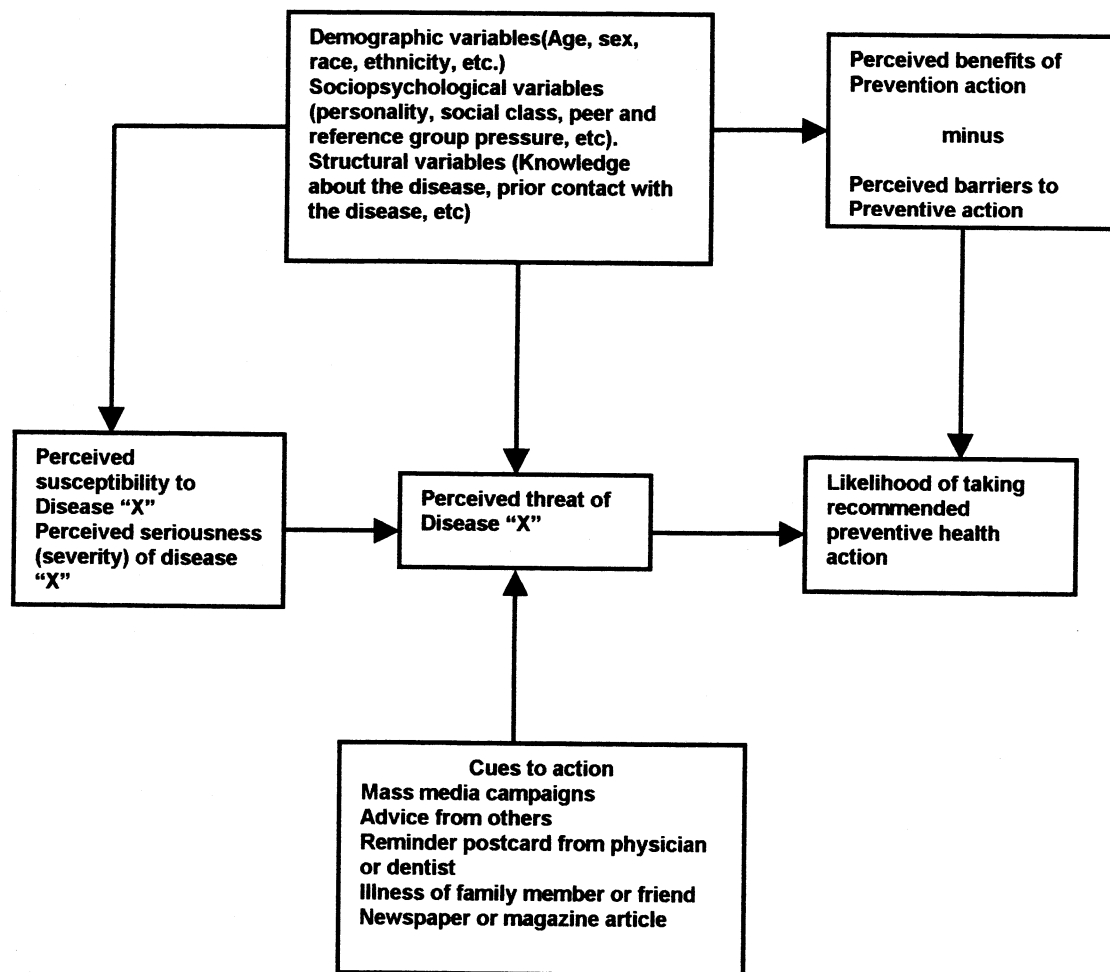 Demographic variables(Age, sex,
race, ethnicity, etc.)
Sociopsychological variables
(personality, social class, peer and
reference group pressure, etc).
Structural variables (Knowledge
about the disease, prior contact with
the disease, etc)
Perceived benefits of
Prevention action
minus
Perceived barriers to
Preventive action
Perceived
susceptibility to
Disease “X”
Perceived seriousness
(severity) of disease
“X”
Perceived threat of
Disease “X”
Likelihood of taking
recommended
preventive health
action
Cues to action
Mass media campaigns
Advice from others
Reminder postcard from physician
or dentist
Illness of family member or friend
Newspaper or magazine article